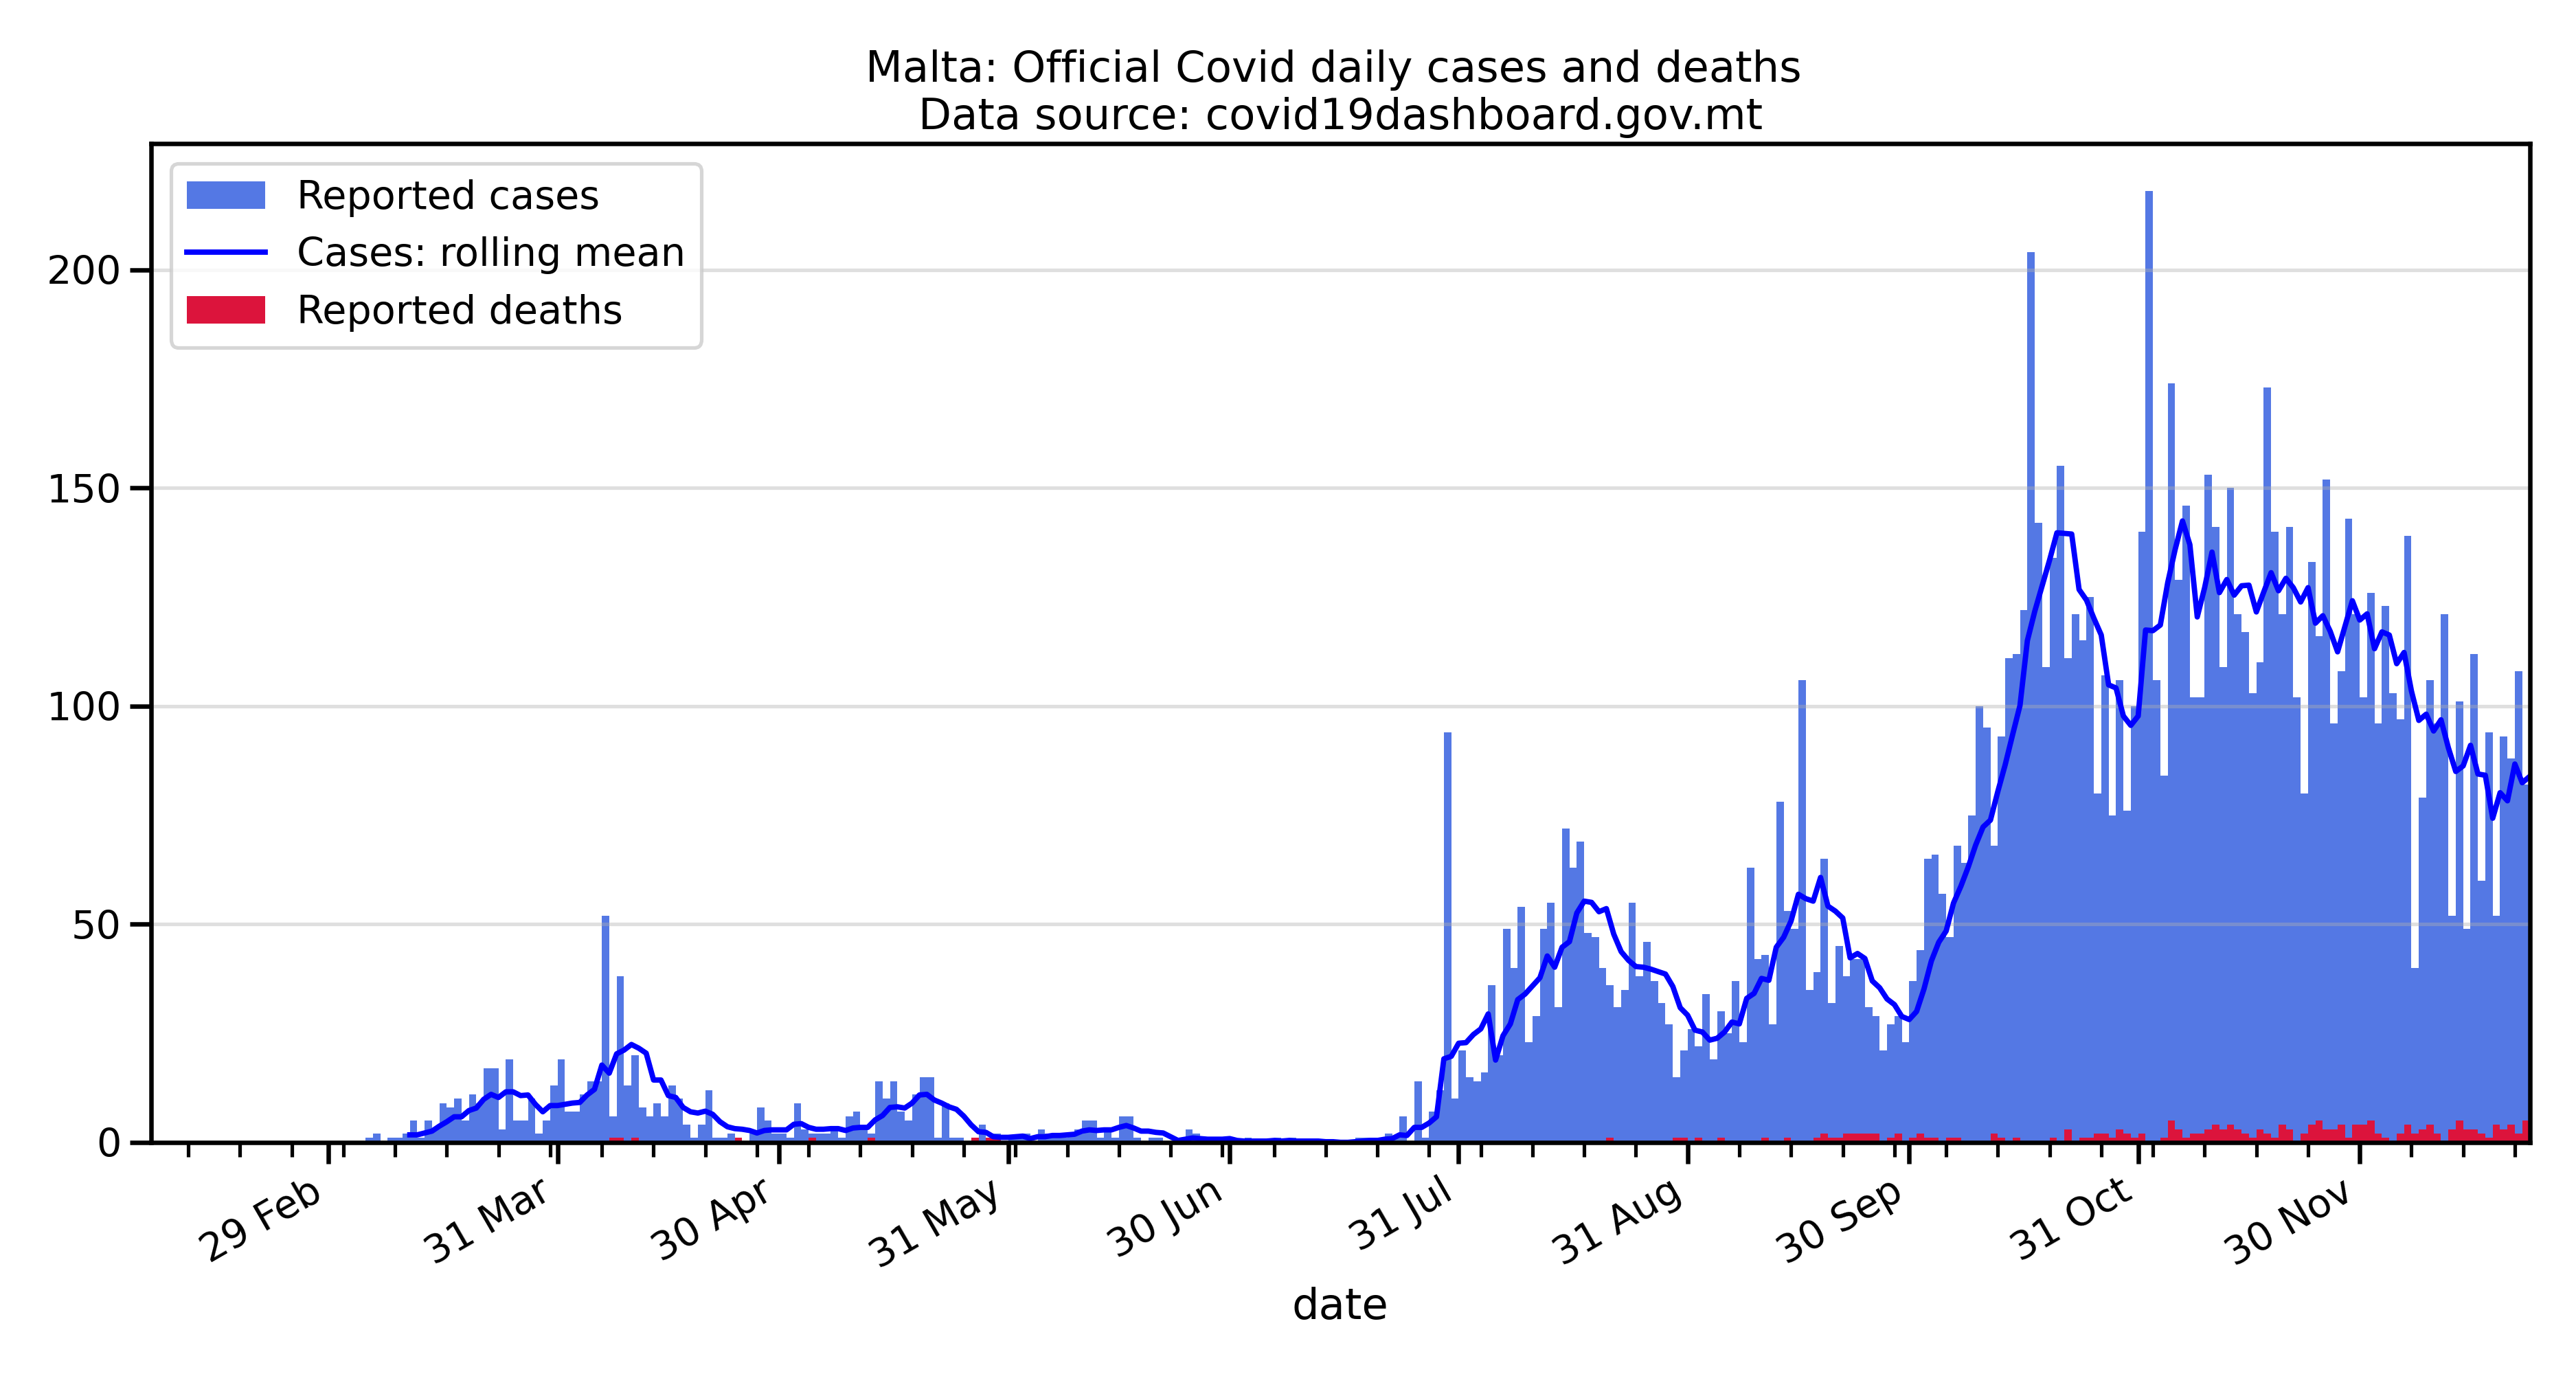 Malta: Official Covid daily cases and deaths
Data source: covid19dashboard.gov.mt
Reported cases
Cases: rolling mean
Reported deaths
200
150
100
50
0
29 Feb
31 Mar
30 Apr
31 May
30 Jun
31 Jul
31 Aug
30 Sep
31 Oct
30 Nov
date